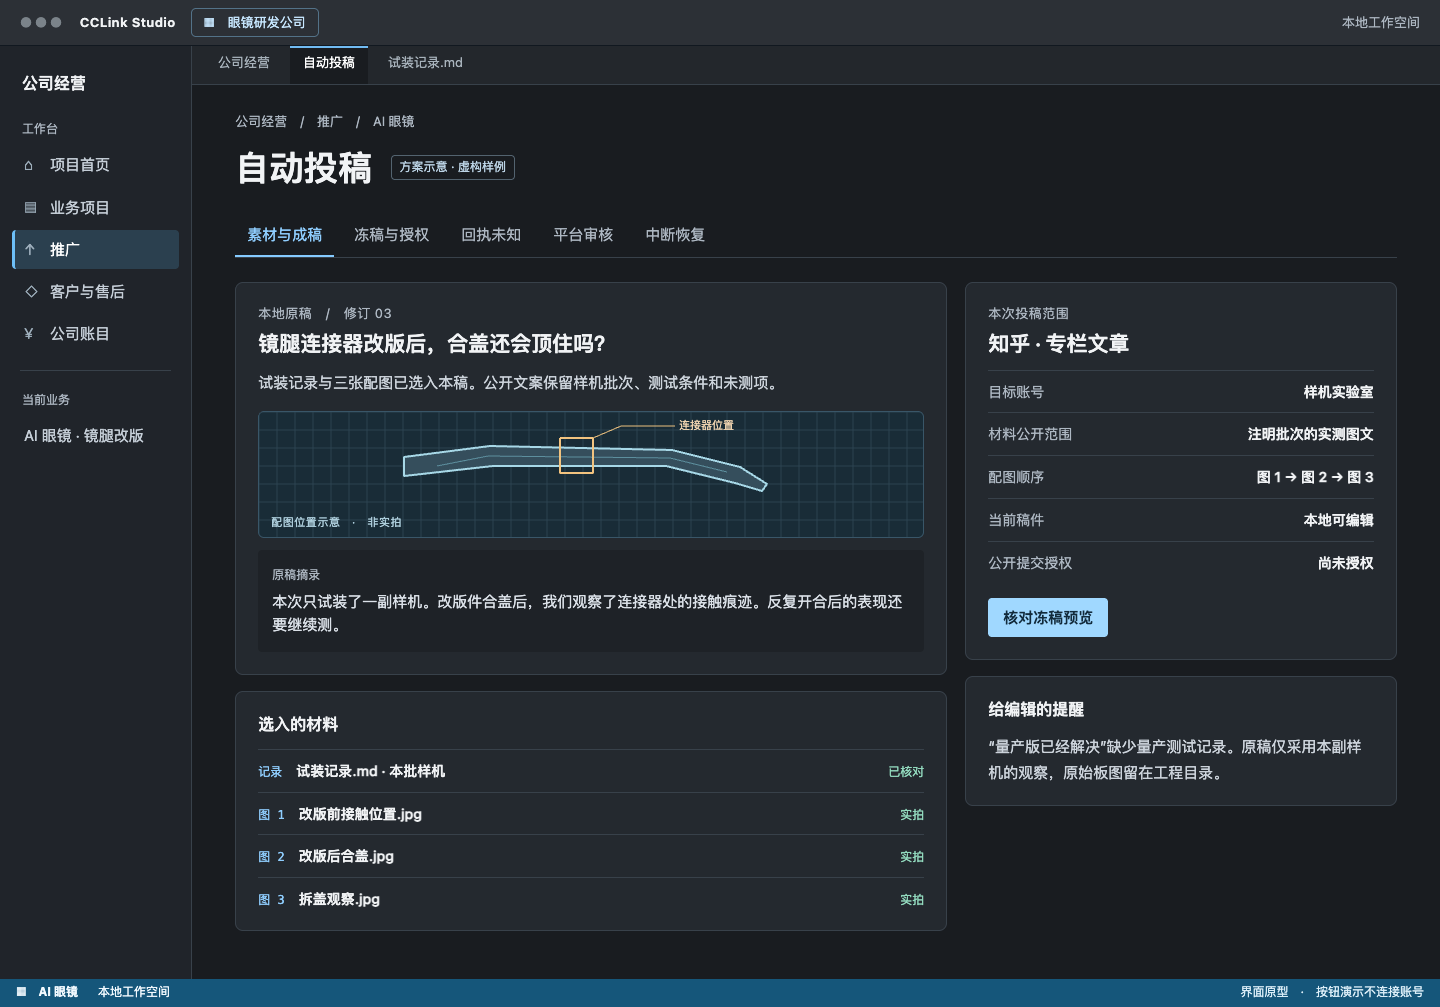 CCLink Studio
眼镜研发公司
本地工作空间
公司经营
自动投稿
试装记录.md
公司经营
工作台
项目首页
业务项目
推广
客户与售后
¥ 公司账目
当前业务
AI 眼镜 · 镜腿改版
公司经营 / 推广 / AI 眼镜
自动投稿
方案示意 · 虚构样例
素材与成稿
冻稿与授权
回执未知
平台审核
中断恢复
本地原稿 / 修订 03
镜腿连接器改版后，合盖还会顶住吗？
试装记录与三张配图已选入本稿。公开文案保留样机批次、测试条件和未测项。
连接器位置
配图位置示意 · 非实拍
原稿摘录
本次只试装了一副样机。改版件合盖后，我们观察了连接器处的接触痕迹。反复开合后的表现还
要继续测。
选入的材料
记录 试装记录.md · 本批样机 已核对
图 1 改版前接触位置.jpg 实拍
图 2 改版后合盖.jpg 实拍
图 3 拆盖观察.jpg 实拍
本次投稿范围
知乎 · 专栏文章
目标账号 样机实验室
材料公开范围 注明批次的实测图文
配图顺序 图 1 → 图 2 → 图 3
当前稿件 本地可编辑
公开提交授权 尚未授权
核对冻稿预览
给编辑的提醒
“量产版已经解决”缺少量产测试记录。原稿仅采用本副样
机的观察，原始板图留在工程目录。
AI 眼镜
本地工作空间
界面原型 · 按钮演示不连接账号